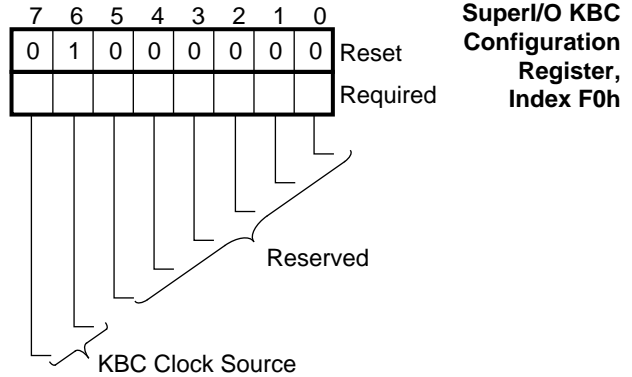 7 6 5 4 3 2 1 0
0 1 0 0 0 0 0 0 Reset
Required
SuperI/O KBC
Configuration
Register,
Index F0h
Reserved
KBC Clock Source